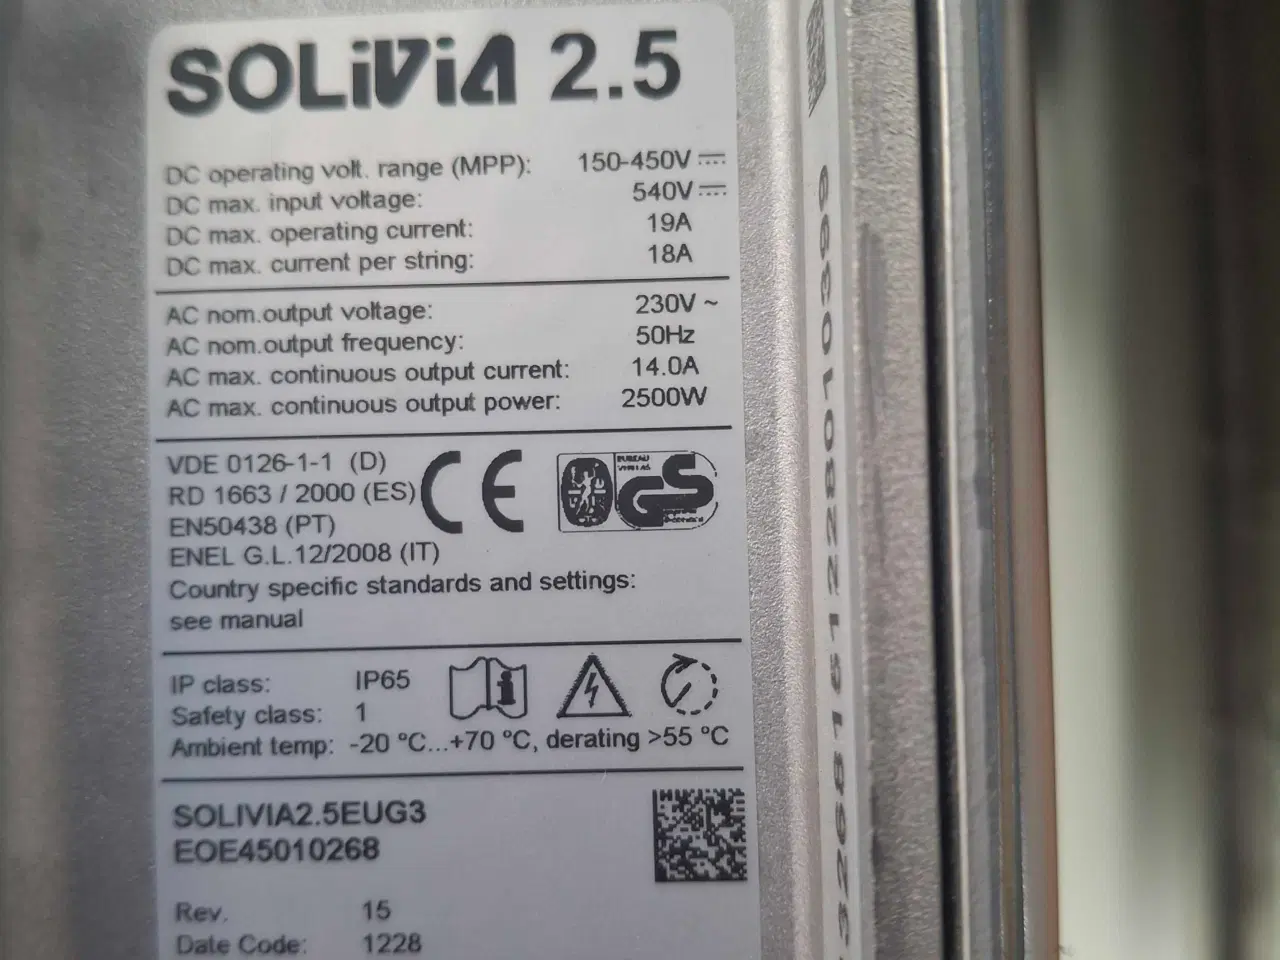 SOLiViA 2.5
DC operating volt. range (MPP): 150-450V
DC max. input voltage: 540V
DC max. operating current: 19A
DC max. current per string: 18A
AC nom.output voltage: 230V ~
AC nom.output frequency: 50Hz
AC max. continuous output current: 14.0A
AC max. continuous output power: 2500W
VDE 0126-1-1 (D)
RD 1663 / 2000 (ES)
EN50438 (PT)
ENEL G.L.12/2008 (IT)
CE
BUREAU
VERITAS
GS
Country specific standards and settings:
see manual
IP class: IP65
Safety class: 1
Ambient temp: -20 °C...+70 °C, derating >55 °C
SOLIVIA2.5EUG3
EOE45010268
Rev. 15
Date Code: 1228